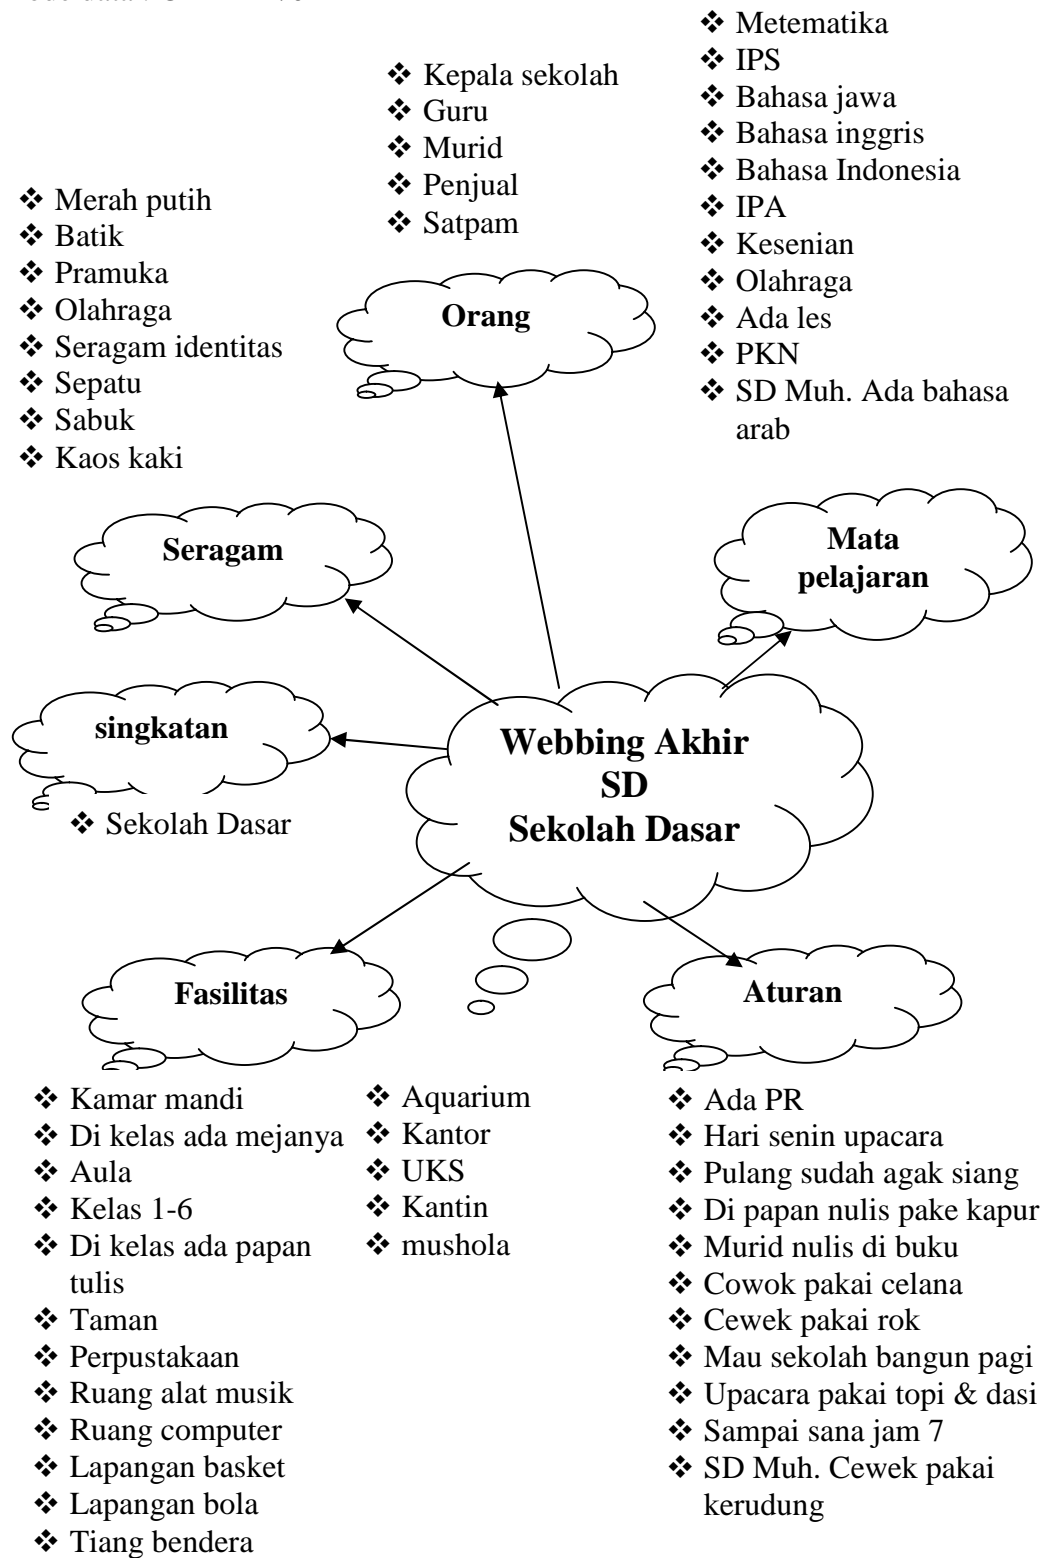 ❖ Metematika
❖ IPS
❖ Bahasa jawa
❖ Bahasa inggris
❖ Bahasa Indonesia
❖ IPA
❖ Kesenian
❖ Olahraga
❖ Ada les
❖ PKN
❖ SD Muh. Ada bahasa
arab
❖ Kepala sekolah
❖ Guru
❖ Murid
❖ Penjual
❖ Satpam
❖ Merah putih
❖ Batik
❖ Pramuka
❖ Olahraga
❖ Seragam identitas
❖ Sepatu
❖ Sabuk
❖ Kaos kaki
Orang
Seragam
Mata
pelajaran
singkatan
❖ Sekolah Dasar
Webbing Akhir
SD
Sekolah Dasar
Fasilitas
Aturan
❖ Kamar mandi
❖ Di kelas ada mejanya
❖ Aula
❖ Kelas 1-6
❖ Di kelas ada papan
tulis
❖ Taman
❖ Perpustakaan
❖ Ruang alat musik
❖ Ruang computer
❖ Lapangan basket
❖ Lapangan bola
❖ Tiang bendera
❖ Aquarium
❖ Kantor
❖ UKS
❖ Kantin
❖ mushola
❖ Ada PR
❖ Hari senin upacara
❖ Pulang sudah agak siang
❖ Di papan nulis pake kapur
❖ Murid nulis di buku
❖ Cowok pakai celana
❖ Cewek pakai rok
❖ Mau sekolah bangun pagi
❖ Upacara pakai topi & dasi
❖ Sampai sana jam 7
❖ SD Muh. Cewek pakai
kerudung